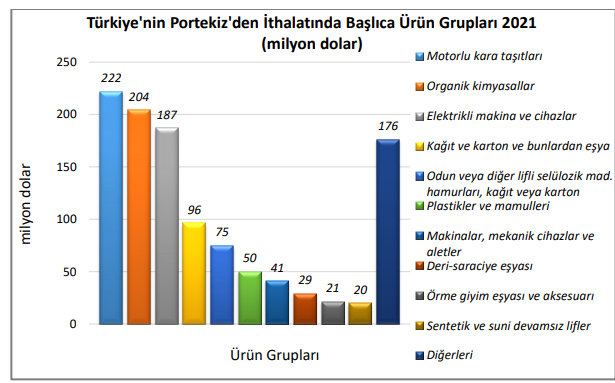 Türkiye'nin Portekiz'den İthalatında Başlıca Ürün Grupları 2021
(milyon dolar)
milyon dolar
250
200
150
100
50
0
222
204
187
96
75
50
41
29
21
20
176
Ürün Grupları
Motorlu kara taşıtları
Organik kimyasallar
Elektrikli makina ve cihazlar
Kağıt ve karton ve bunlardan eşya
Odun veya diğer lifli selülozik mad.
hamurları, kağıt veya karton
Plastikler ve mamulleri
Makinalar, mekanik cihazlar ve
aletler
Deri-saraciye eşyası
Örme giyim eşyası ve aksesuarı
Sentetik ve suni devamsız lifler
Diğerleri